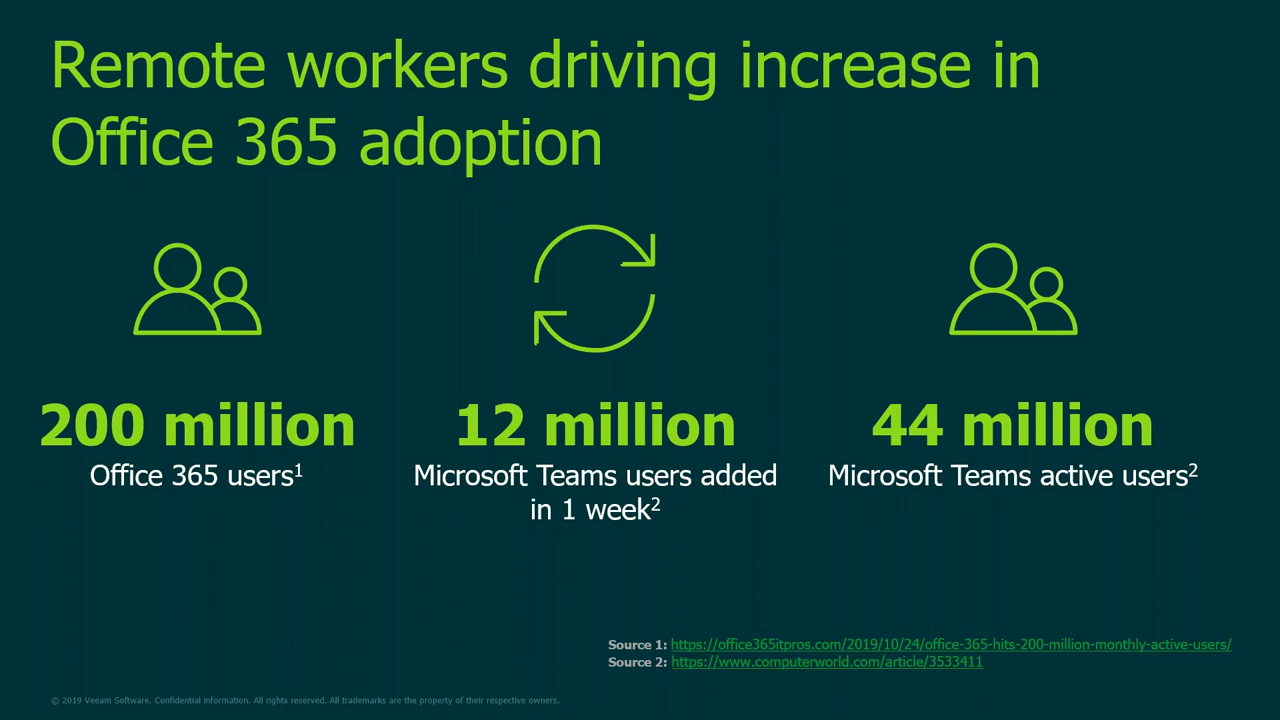 Remote workers driving increase in
Office 365 adoption
200 million
Office 365 users¹
12 million
Microsoft Teams users added
in 1 week²
44 million
Microsoft Teams active users²
Source 1: https://office365itpros.com/2019/10/24/office-365-hits-200-million-monthly-active-users/
Source 2: https://www.computerworld.com/article/3533411
© 2019 Veeam Software. Confidential information. All rights reserved. All trademarks are the property of their respective owners.